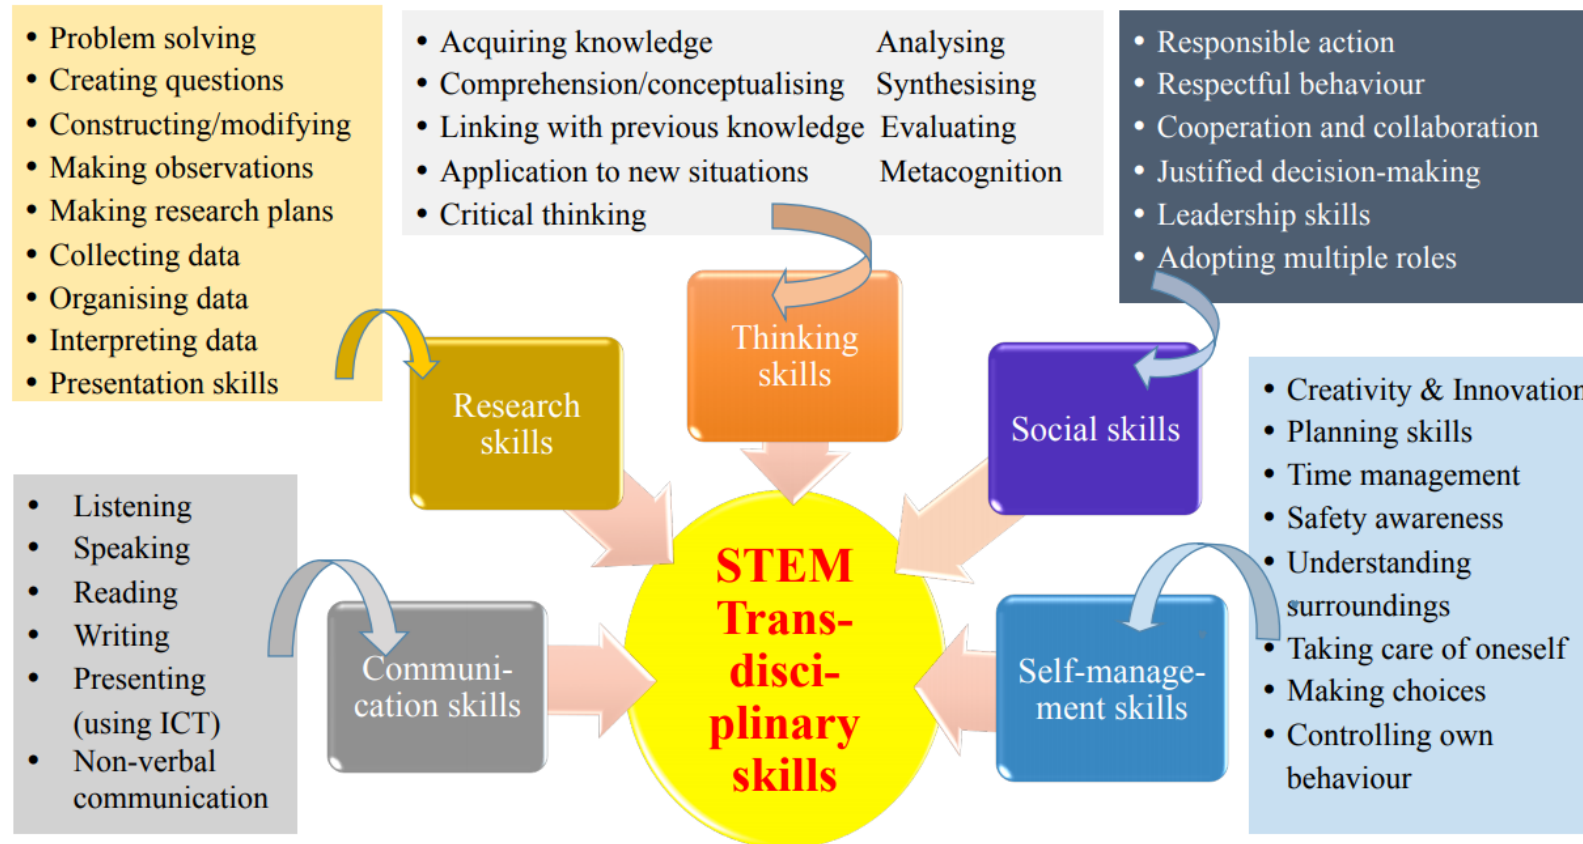 • Problem solving
• Creating questions
• Constructing/modifying
• Making observations
• Making research plans
• Collecting data
• Organising data
• Interpreting data
• Presentation skills
• Acquiring knowledge Analysing
• Comprehension/conceptualising Synthesising
• Linking with previous knowledge Evaluating
• Application to new situations Metacognition
• Critical thinking
• Responsible action
• Respectful behaviour
• Cooperation and collaboration
• Justified decision-making
• Leadership skills
• Adopting multiple roles
Research
skills
Thinking
skills
Social skills
• Listening
• Speaking
• Reading
• Writing
• Presenting
(using ICT)
• Non-verbal
communication
Communi-
cation skills
STEM
Trans-
disci-
plinary
skills
Self-manage-
ment skills
• Creativity & Innovation
• Planning skills
• Time management
• Safety awareness
• Understanding
surroundings
• Taking care of oneself
• Making choices
• Controlling own
behaviour